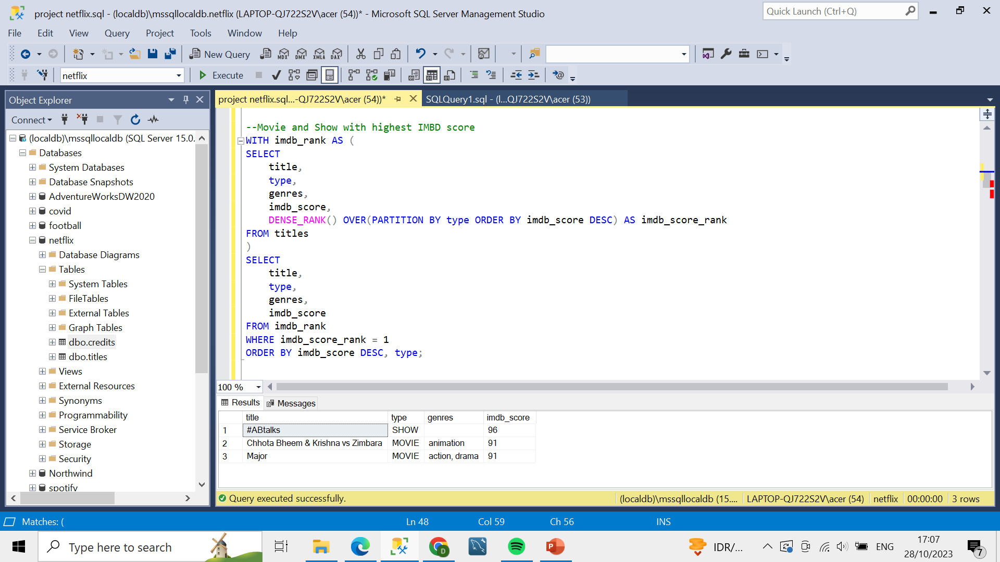 project netflix.sql - (localdb)\mssqllocaldb.netflix (LAPTOP-QJ722S2V\acer (54))* - Microsoft SQL Server Management Studio
Quick Launch (Ctrl+Q)
File Edit View Query Project Tools Window Help
New Query MDX DMX XMLA DAX
netflix Execute
Object Explorer
project netflix.sql...-QJ722S2V\acer (54))* SQLQuery1.sql - (l...QJ722S2V\acer (53))
Connect
(localdb)\mssqllocaldb (SQL Server 15.0.
Databases
System Databases
Database Snapshots
AdventureWorksDW2020
covid
football
netflix
Database Diagrams
Tables
System Tables
FileTables
External Tables
Graph Tables
dbo.credits
dbo.titles
Views
External Resources
Synonyms
Programmability
Service Broker
Storage
Security
Northwind
spotify
--Movie and Show with highest IMBD score
WITH imdb_rank AS (
SELECT
title,
type,
genres,
imdb_score,
DENSE_RANK() OVER(PARTITION BY type ORDER BY imdb_score DESC) AS imdb_score_rank
FROM titles
)
SELECT
title,
type,
genres,
imdb_score
FROM imdb_rank
WHERE imdb_score_rank = 1
ORDER BY imdb_score DESC, type;
100 %
Results Messages
title type genres imdb_score
1 #ABtalks SHOW 96
2 Chhota Bheem & Krishna vs Zimbara MOVIE animation 91
3 Major MOVIE action, drama 91
Query executed successfully. (localdb)\mssqllocaldb (15.... LAPTOP-QJ722S2V\acer (54) netflix 00:00:00 3 rows
Matches: ( Ln 48 Col 59 Ch 56 INS
Type here to search
D
P
IDR/...
ENG
17:07
28/10/2023
7